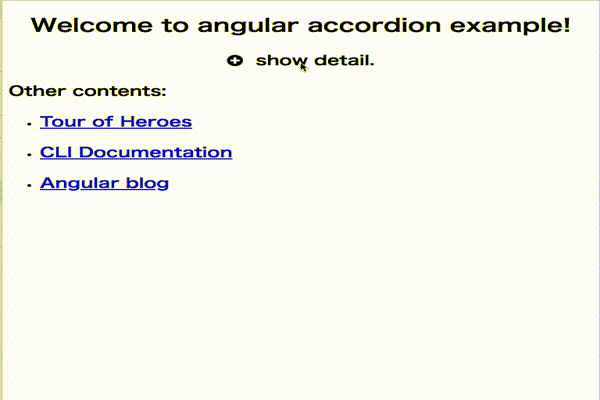 Welcome to angular accordion example!
show detail.
Other contents:
Tour of Heroes
CLI Documentation
Angular blog